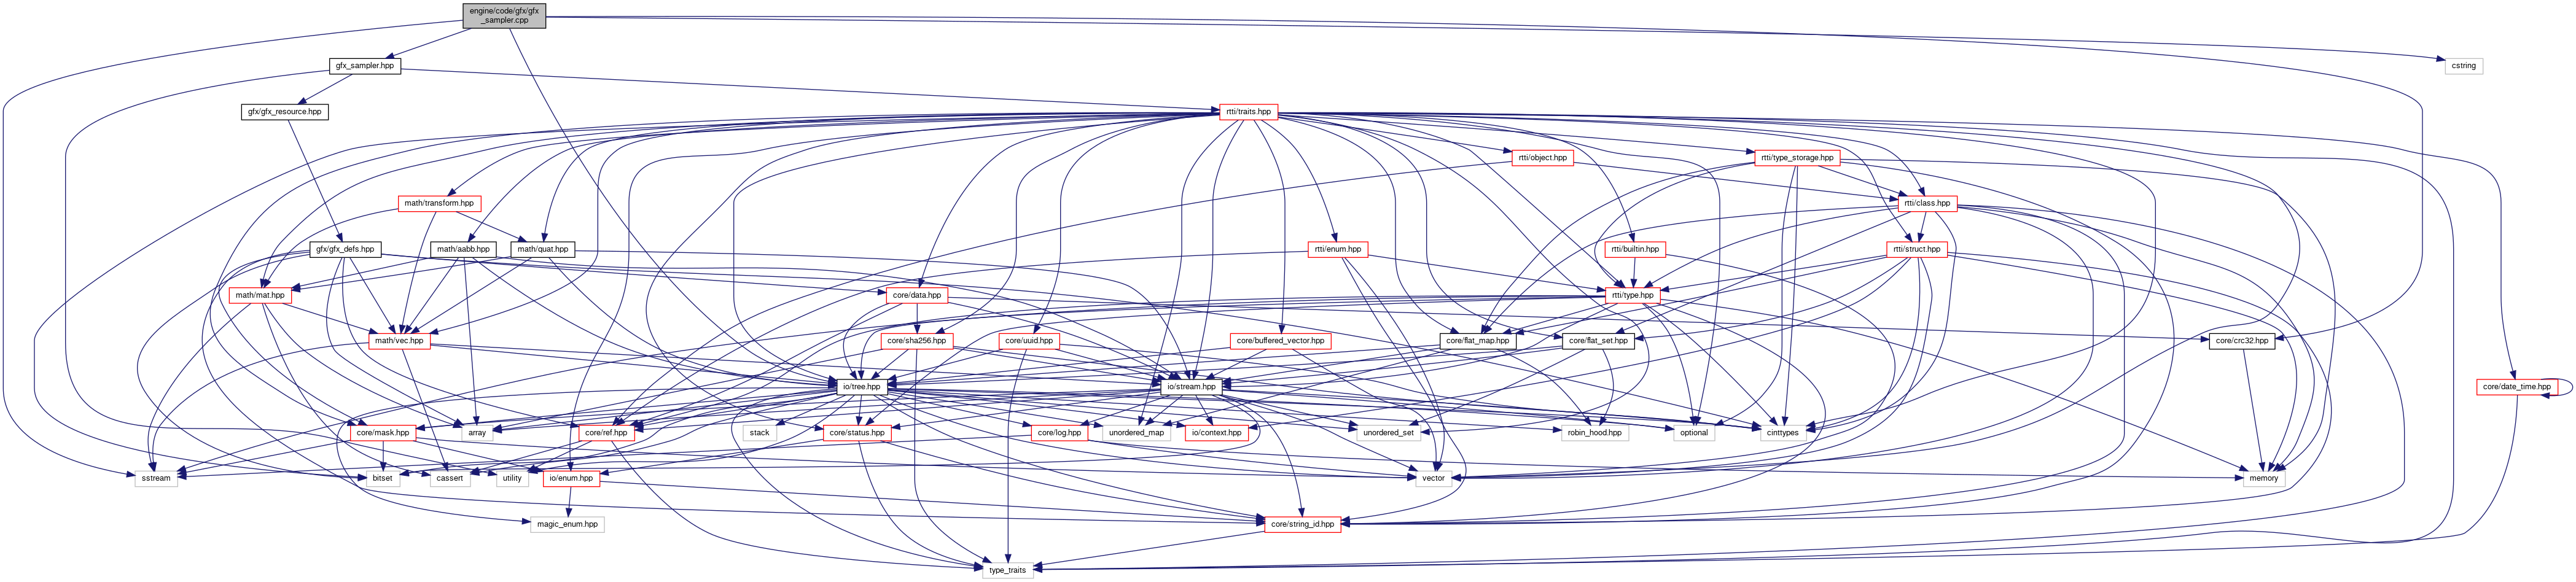 engine/code/gfx/gfx
_sampler.cpp
gfx_sampler.hpp
cstring
gfx/gfx_resource.hpp
rtti/traits.hpp
rtti/object.hpp
rtti/type_storage.hpp
math/transform.hpp
rtti/class.hpp
gfx/gfx_defs.hpp
math/aabb.hpp
math/quat.hpp
rtti/enum.hpp
rtti/builtin.hpp
rtti/struct.hpp
math/mat.hpp
core/data.hpp
rtti/type.hpp
math/vec.hpp
core/sha256.hpp
core/uuid.hpp
core/buffered_vector.hpp
core/flat_map.hpp
core/flat_set.hpp
core/crc32.hpp
io/tree.hpp
io/stream.hpp
core/date_time.hpp
core/mask.hpp
array
core/ref.hpp
stack
core/status.hpp
core/log.hpp
unordered_map
io/context.hpp
unordered_set
robin_hood.hpp
optional
cinttypes
sstream
bitset
cassert
utility
io/enum.hpp
vector
memory
magic_enum.hpp
core/string_id.hpp
type_traits